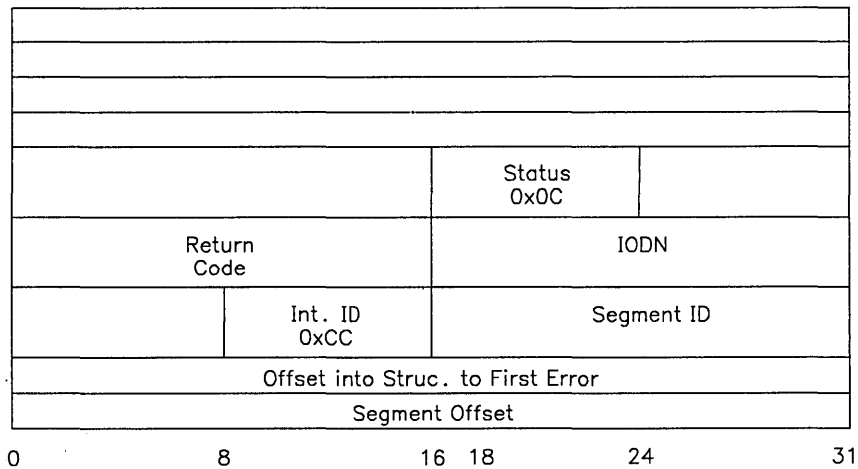 Status
0x0C
Return
Code
IODN
Int. ID
0xCC
Segment ID
Offset into Struc. to First Error
Segment Offset
0 8 16 18 24 31